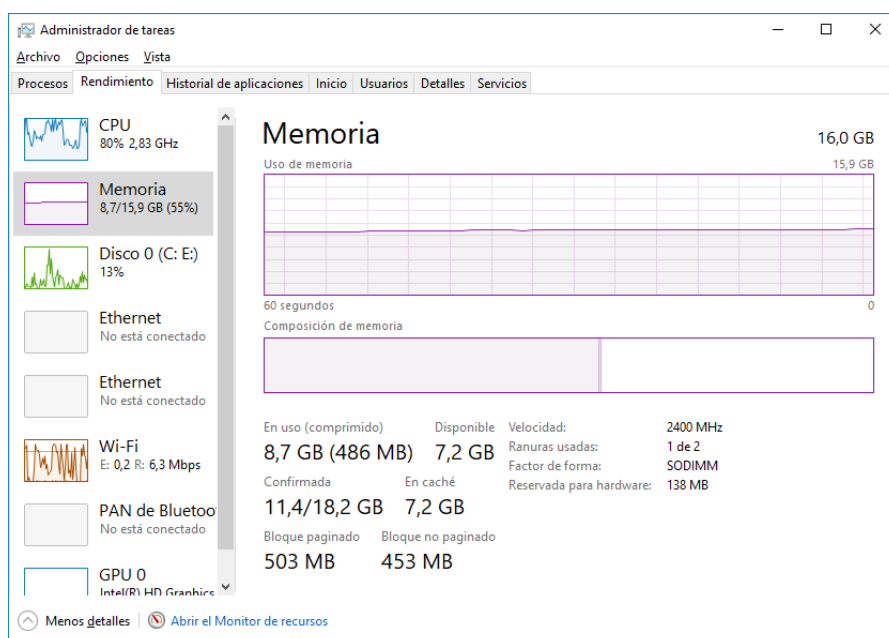 Administrador de tareas
Archivo Opciones Vista
Procesos Rendimiento Historial de aplicaciones Inicio Usuarios Detalles Servicios
CPU
80% 2,83 GHz
Memoria
8,7/15,9 GB (55%)
Disco 0 (C: E:)
13%
Ethernet
No está conectado
Ethernet
No está conectado
Wi-Fi
E: 0,2 R: 6,3 Mbps
PAN de Bluetoo
No está conectado
GPU 0
Intel(R) HD Graphics
Memoria 16,0 GB
Uso de memoria 15,9 GB
60 segundos 0
Composición de memoria
En uso (comprimido) Disponible
8,7 GB (486 MB) 7,2 GB
Confirmada En caché
11,4/18,2 GB 7,2 GB
Bloque paginado Bloque no paginado
503 MB 453 MB
Velocidad: 2400 MHz
Ranuras usadas: 1 de 2
Factor de forma: SODIMM
Reservada para hardware: 138 MB
Menos detalles Abrir el Monitor de recursos